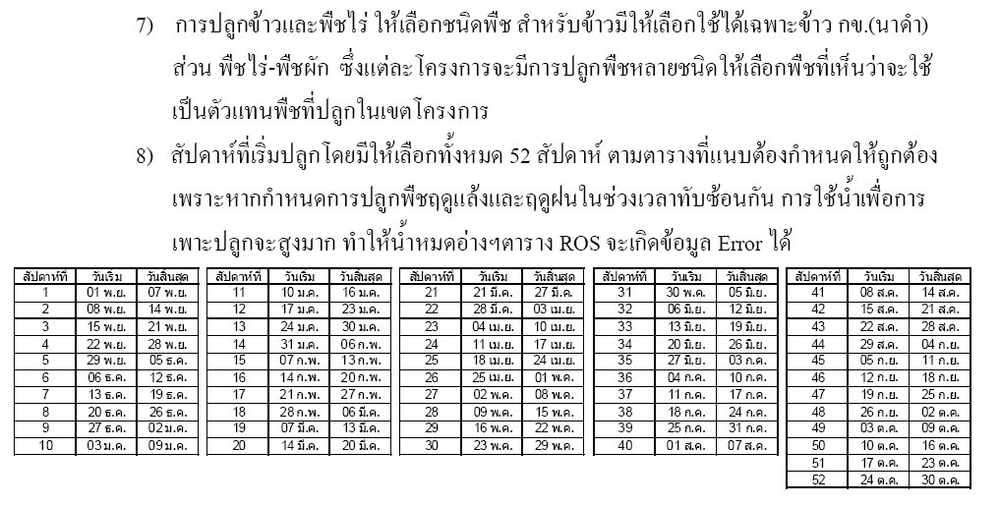 7) การปลูกข้าวและพืชไร่ ให้เลือกชนิดพืช สำหรับข้าวมีให้เลือกใช้ได้เฉพาะข้าว กข.(นาดำ)
ส่วน พืชไร่-พืชผัก ซึ่งแต่ละโครงการจะมีการปลูกพืชหลายชนิดให้เลือกพืชที่เห็นว่าจะใช้
เป็นตัวแทนพืชที่ปลูกในเขตโครงการ
8) สัปดาห์ที่เริ่มปลูกโดยมีให้เลือกทั้งหมด 52 สัปดาห์ ตามตารางที่แนบต้องกำหนดให้ถูกต้อง
เพราะหากกำหนดการปลูกพืชฤดูแล้งและฤดูฝนในช่วงเวลาทับซ้อนกัน การใช้น้ำเพื่อการ
เพาะปลูกจะสูงมาก ทำให้น้ำหมดอ่างฯตาราง ROS จะเกิดข้อมูล Error ได้
สัปดาห์ที่ วันเริ่ม วันสิ้นสุด สัปดาห์ที่ วันเริ่ม วันสิ้นสุด สัปดาห์ที่ วันเริ่ม วันสิ้นสุด สัปดาห์ที่ วันเริ่ม วันสิ้นสุด สัปดาห์ที่ วันเริ่ม วันสิ้นสุด
1 01 พ.ย. 07 พ.ย. 11 10 ม.ค. 16 ม.ค. 21 21 มี.ค. 27 มี.ค. 31 30 พ.ค. 05 มิ.ย. 41 08 ส.ค. 14 ส.ค.
2 08 พ.ย. 14 พ.ย. 12 17 ม.ค. 23 ม.ค. 22 28 มี.ค. 03 เม.ย. 32 06 มิ.ย. 12 มิ.ย. 42 15 ส.ค. 21 ส.ค.
3 15 พ.ย. 21 พ.ย. 13 24 ม.ค. 30 ม.ค. 23 04 เม.ย. 10 เม.ย. 33 13 มิ.ย. 19 มิ.ย. 43 22 ส.ค. 28 ส.ค.
4 22 พ.ย. 28 พ.ย. 14 31 ม.ค. 06 ก.พ. 24 11 เม.ย. 17 เม.ย. 34 20 มิ.ย. 26 มิ.ย. 44 29 ส.ค. 04 ก.ย.
5 29 พ.ย. 05 ธ.ค. 15 07 ก.พ. 13 ก.พ. 25 18 เม.ย. 24 เม.ย. 35 27 มิ.ย. 03 ก.ค. 45 05 ก.ย. 11 ก.ย.
6 06 ธ.ค. 12 ธ.ค. 16 14 ก.พ. 20 ก.พ. 26 25 เม.ย. 01 พ.ค. 36 04 ก.ค. 10 ก.ค. 46 12 ก.ย. 18 ก.ย.
7 13 ธ.ค. 19 ธ.ค. 17 21 ก.พ. 27 ก.พ. 27 02 พ.ค. 08 พ.ค. 37 11 ก.ค. 17 ก.ค. 47 19 ก.ย. 25 ก.ย.
8 20 ธ.ค. 26 ธ.ค. 18 28 ก.พ. 06 มี.ค. 28 09 พ.ค. 15 พ.ค. 38 18 ก.ค. 24 ก.ค. 48 26 ก.ย. 02 ต.ค.
9 27 ธ.ค. 02 ม.ค. 19 07 มี.ค. 13 มี.ค. 29 16 พ.ค. 22 พ.ค. 39 25 ก.ค. 31 ก.ค. 49 03 ต.ค. 09 ต.ค.
10 03 ม.ค. 09 ม.ค. 20 14 มี.ค. 20 มี.ค. 30 23 พ.ค. 29 พ.ค. 40 01 ส.ค. 07 ส.ค. 50 10 ต.ค. 16 ต.ค.
51 17 ต.ค. 23 ต.ค.
52 24 ต.ค. 30 ต.ค.